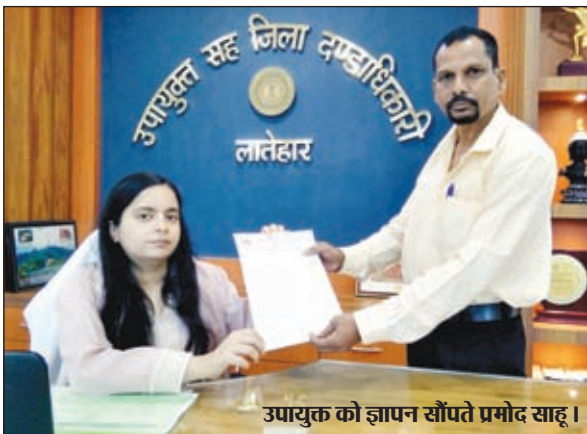 उपायुक्त सह जिला दण्डाधिकारी
लातेहार
उपायुक्त को ज्ञापन सौंपते प्रमोद साहू।